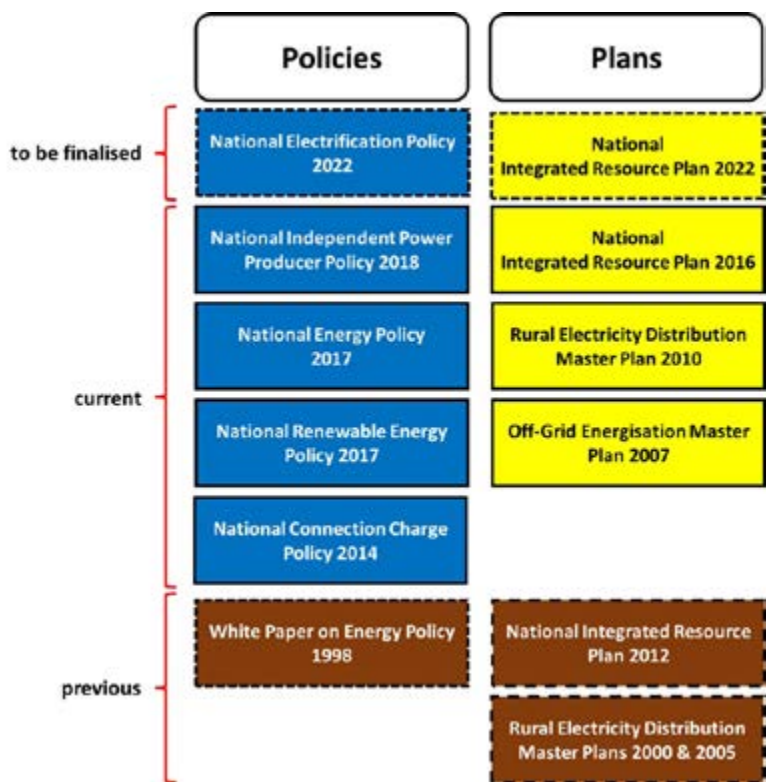 Policies
Plans
to be finalised
National Electrification Policy
2022
National
Integrated Resource Plan 2022
current
National Independent Power
Producer Policy 2018
National
Integrated Resource Plan 2016
National Energy Policy
2017
Rural Electricity Distribution
Master Plan 2010
National Renewable Energy
Policy 2017
Off-Grid Energisation Master
Plan 2007
National Connection Charge
Policy 2014
previous
White Paper on Energy Policy
1998
National Integrated Resource
Plan 2012
Rural Electricity Distribution
Master Plans 2000 & 2005